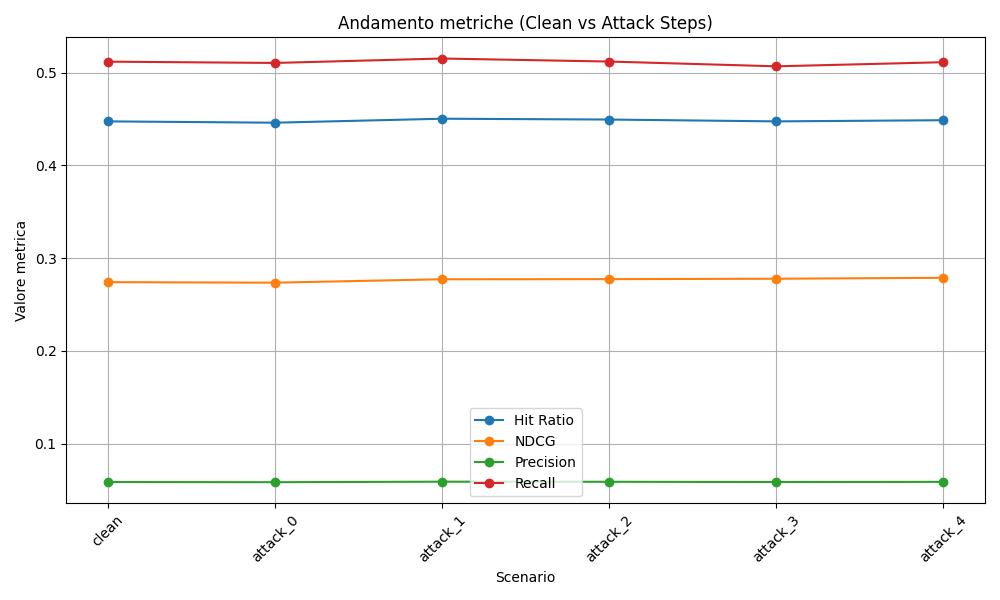 Andamento metriche (Clean vs Attack Steps)
Valore metrica
0.5
0.4
0.3
0.2
0.1
Hit Ratio
NDCG
Precision
Recall
clean
attack_0
attack_1
attack_2
attack_3
attack_4
Scenario